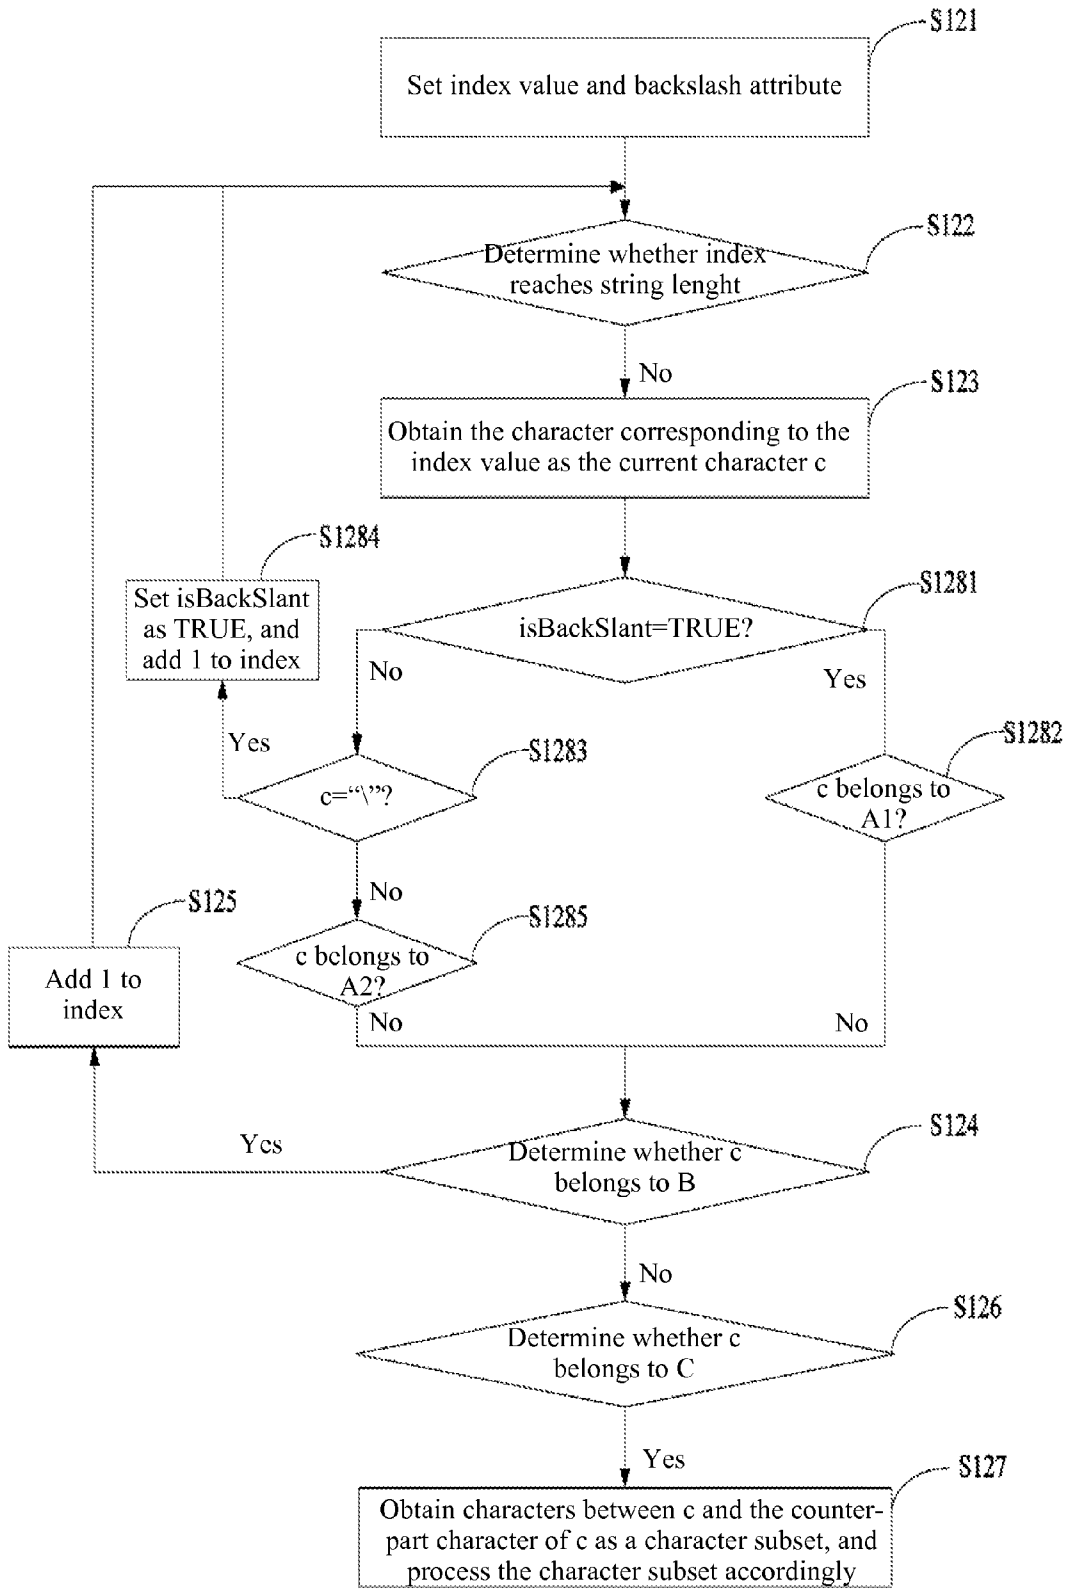 S121
Set index value and backslash attribute
S122
Determine whether index
reaches string lenght
No
S123
Obtain the character corresponding to the
index value as the current character c
S1284
Set isBackSlant
as TRUE, and
add 1 to index
S1281
isBackSlant=TRUE?
No
Yes
Yes
S1283
c=“\”?
S1282
c belongs to
A1?
No
S125
Add 1 to
index
S1285
c belongs to
A2?
No
No
S124
Determine whether c
belongs to B
Yes
No
S126
Determine whether c
belongs to C
Yes
S127
Obtain characters between c and the counter-
part character of c as a character subset, and
process the character subset accordingly